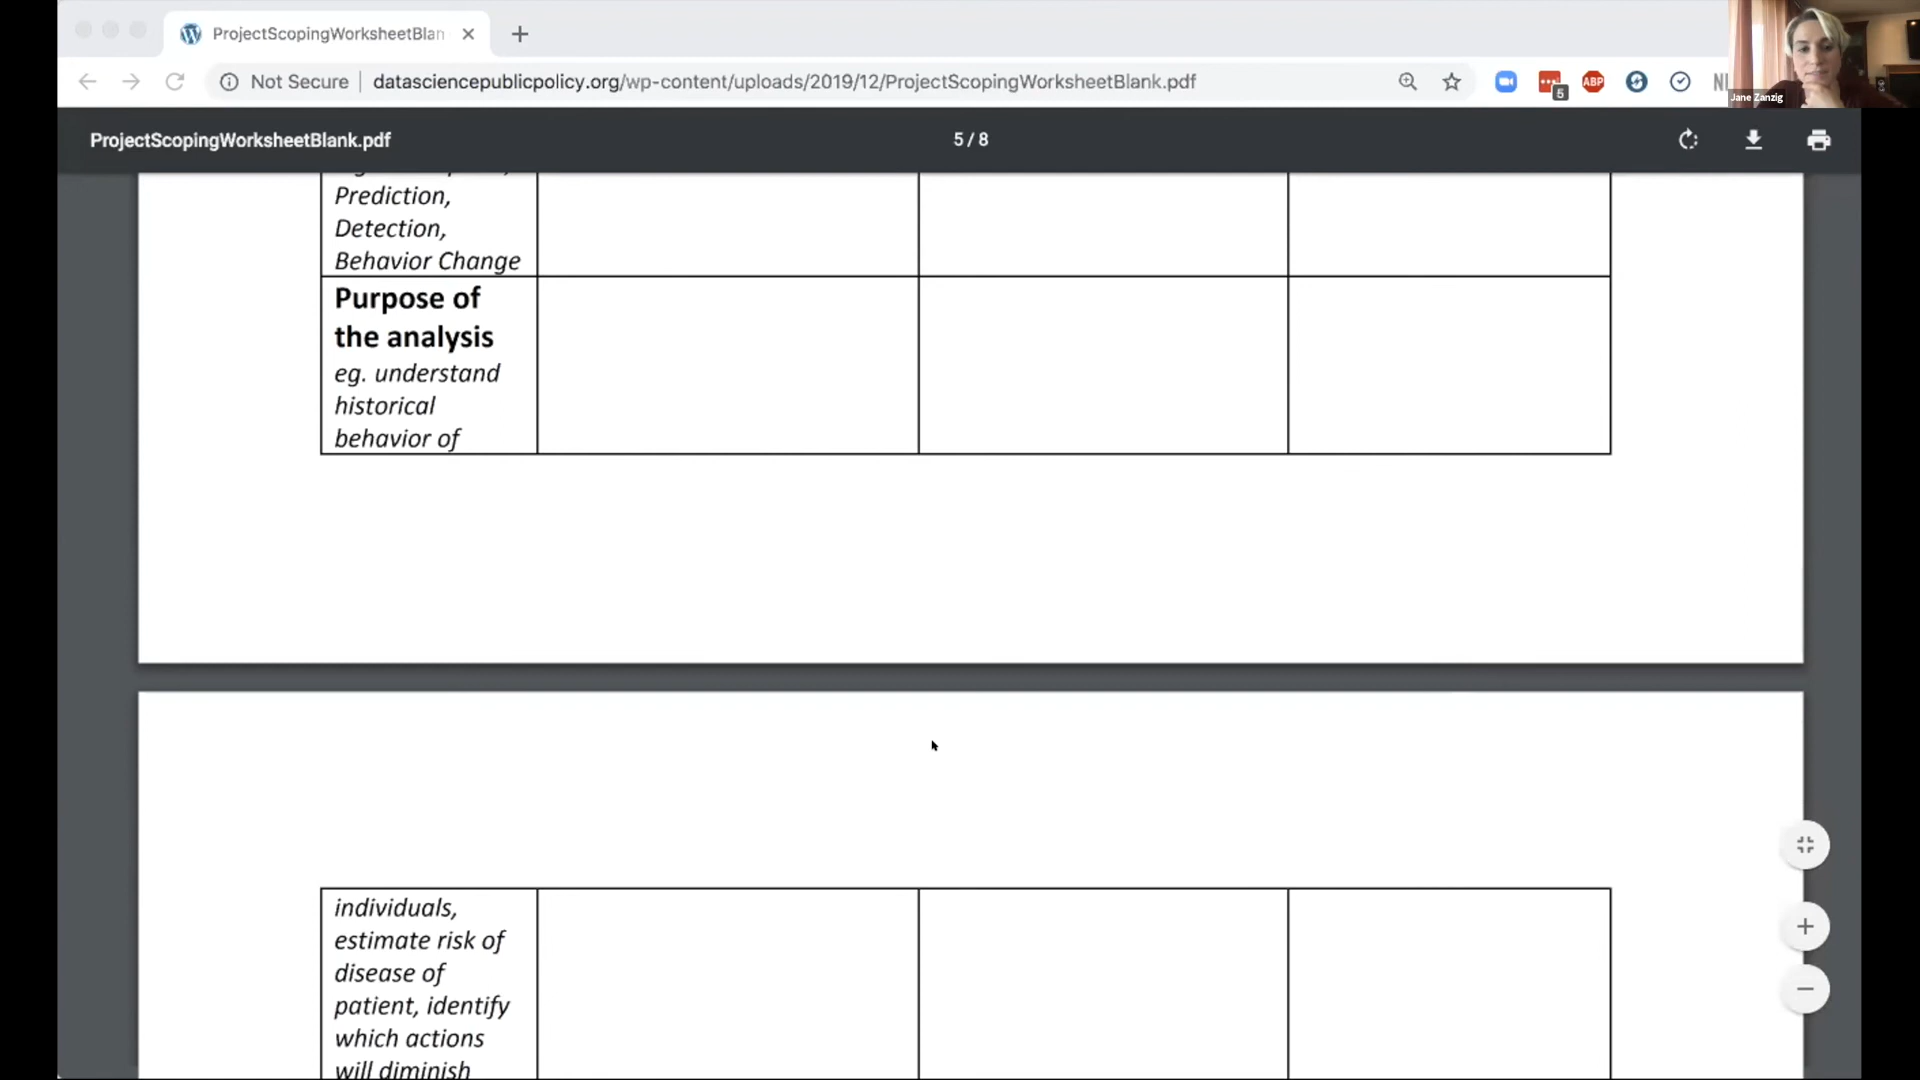 ProjectScopingWorksheetBlan
Not Secure | datasciencepublicpolicy.org/wp-content/uploads/2019/12/ProjectScopingWorksheetBlank.pdf
ABP
5
Jane Zanzig
ProjectScopingWorksheetBlank.pdf
5 / 8
Prediction,
Detection,
Behavior Change
Purpose of
the analysis
eg. understand
historical
behavior of
individuals,
estimate risk of
disease of
patient, identify
which actions
will diminish